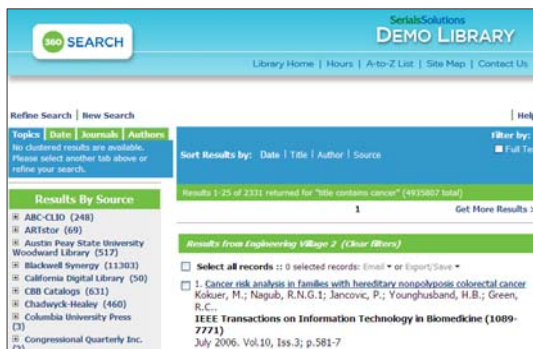 SerialsSolutions
360 SEARCH
DEMO LIBRARY
Library Home | Hours | A-to-Z List | Site Map | Contact Us
Refine Search | New Search
| Help
Topics | Date | Journals | Authors
No clustered results are available.
Please select another tab above or
refine your search.
Sort Results by: Date | Title | Author | Source
Filter by:
Full Te
Results 1-25 of 2331 returned for "title contains cancer" (4935807 total)
1
Get More Results >
Results By Source
ABC-CLIO (248)
ARTstor (69)
Austin Peay State University
Woodward Library (517)
Blackwell Synergy (11303)
California Digital Library (50)
CBB Catalogs (631)
Chadwyck-Healey (460)
Columbia University Press
(3)
Congressional Quarterly Inc.
Results from Engineering Village 2 (Clear filters)
Select all records :: 0 selected records: Email or Export/Save
1. Cancer risk analysis in families with hereditary nonpolyposis colorectal cancer
Kokuer, M.; Nagub, R.N.G.1; Jancovic, P.; Younghusband, H.B.; Green,
R.C..
IEEE Transactions on Information Technology in Biomedicine (1089-
7771)
July 2006. Vol.10, Iss.3; p.581-7